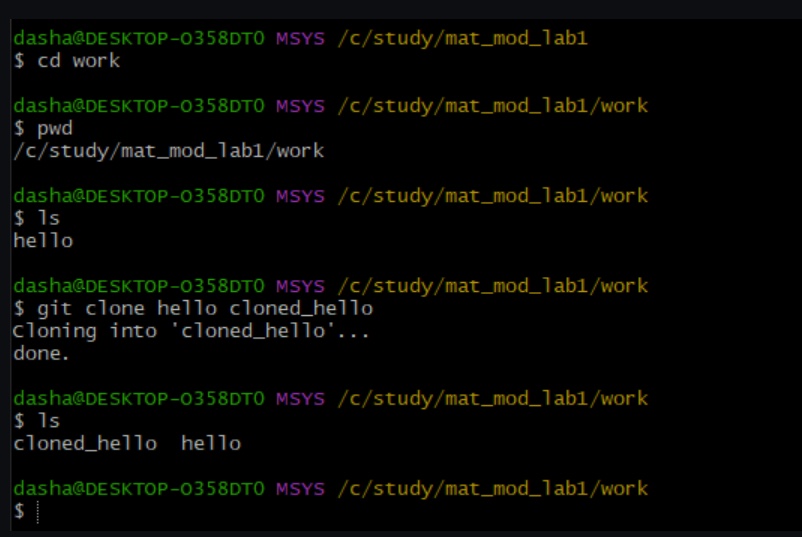 dasha@DESKTOP-O358DT0 MSYS /c/study/mat_mod_lab1
$ cd work
dasha@DESKTOP-O358DT0 MSYS /c/study/mat_mod_lab1/work
$ pwd
/c/study/mat_mod_lab1/work
dasha@DESKTOP-O358DT0 MSYS /c/study/mat_mod_lab1/work
$ ls
hello
dasha@DESKTOP-O358DT0 MSYS /c/study/mat_mod_lab1/work
$ git clone hello cloned_hello
Cloning into 'cloned_hello'...
done.
dasha@DESKTOP-O358DT0 MSYS /c/study/mat_mod_lab1/work
$ ls
cloned_hello  hello
dasha@DESKTOP-O358DT0 MSYS /c/study/mat_mod_lab1/work
$